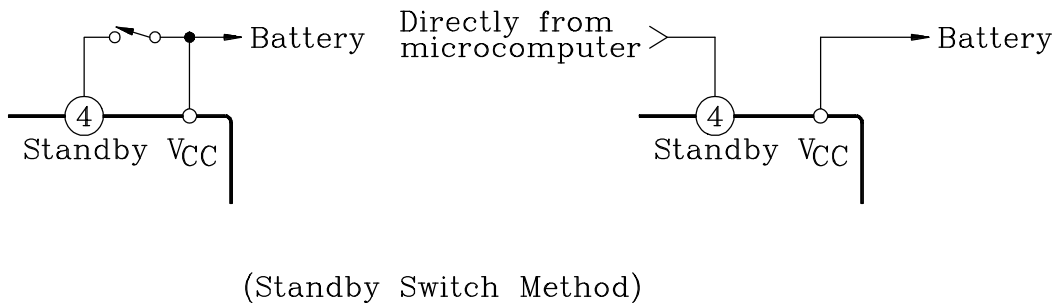 Battery
4
Standby VCC
Directly from
microcomputer
Battery
4
Standby VCC
(Standby Switch Method)